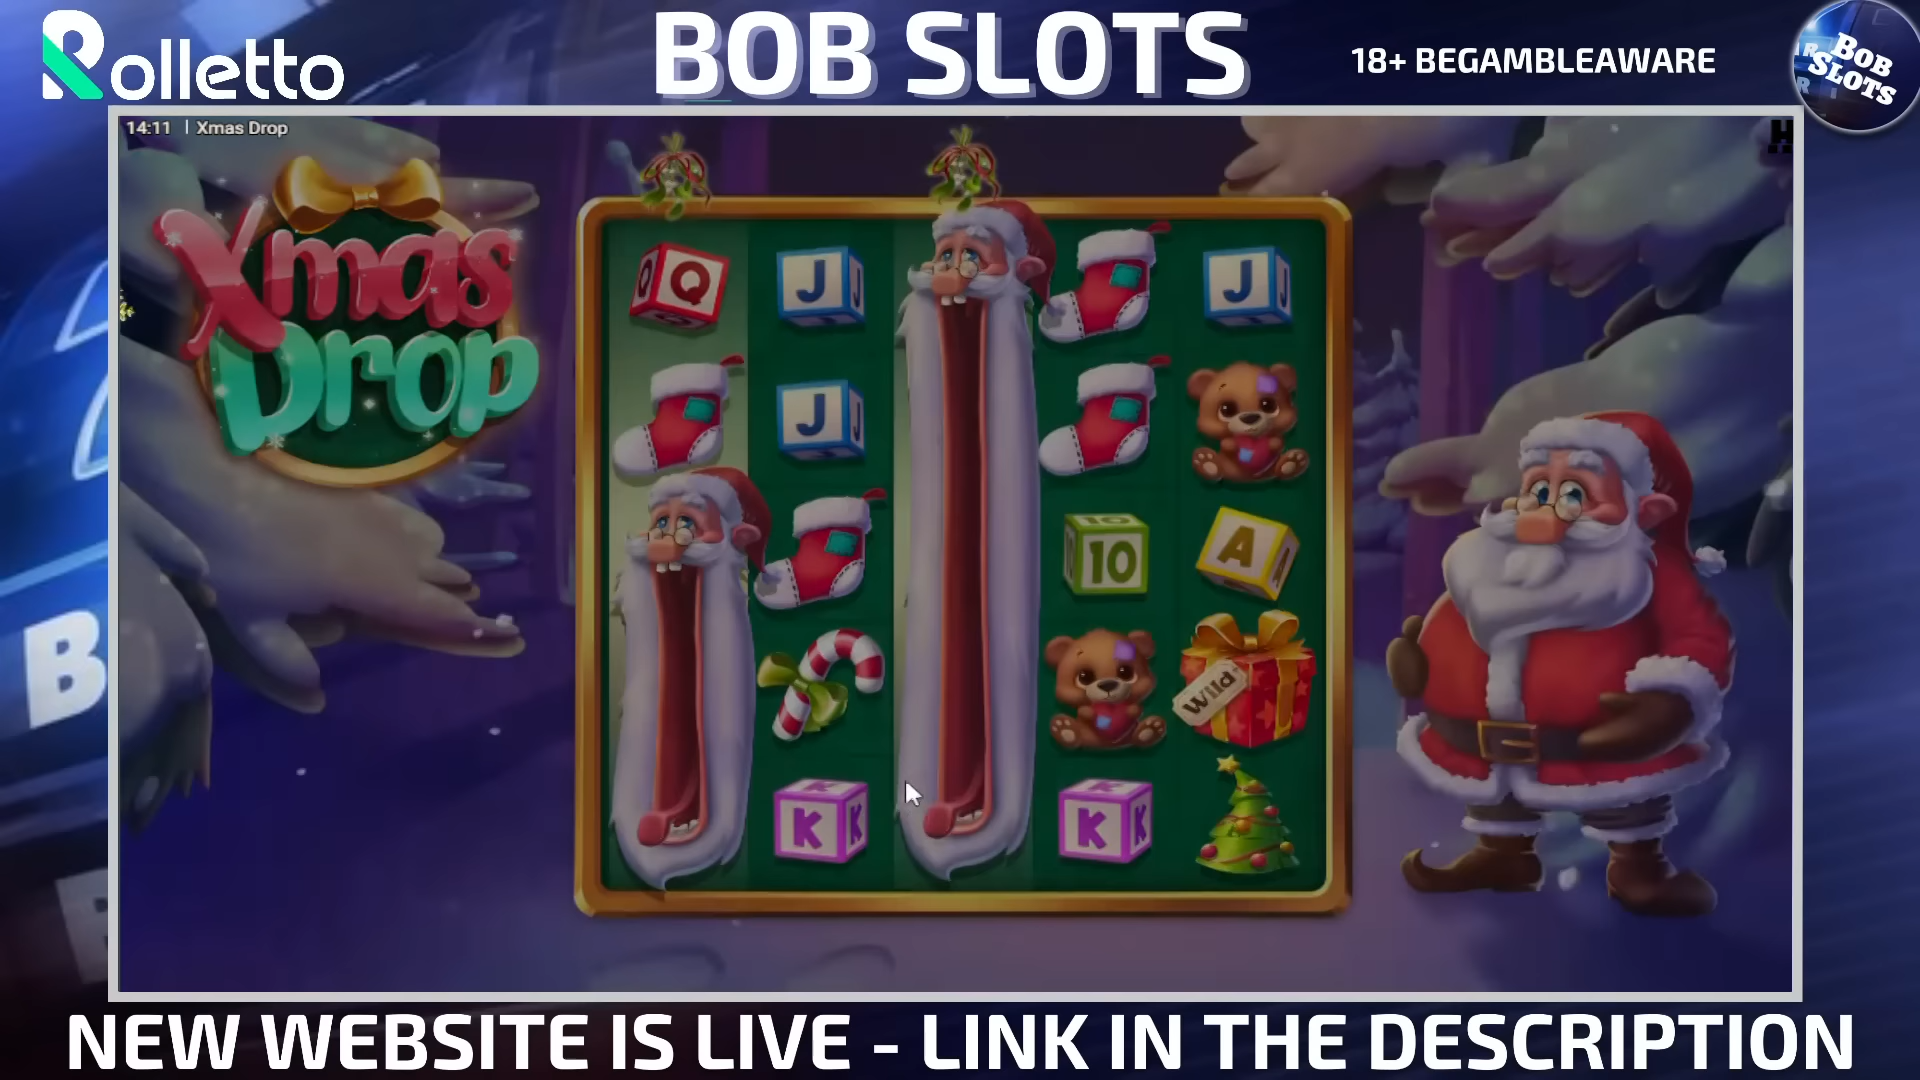 Rolletto
BOB SLOTS
18+ BEGAMBLEAWARE
BOB
SLOTS
14:11 | Xmas Drop
H
Xmas
Drop
Q Q
J J
J J
J J
10
10
A A
Wild
K K K
K K K
B
NEW WEBSITE IS LIVE - LINK IN THE DESCRIPTION